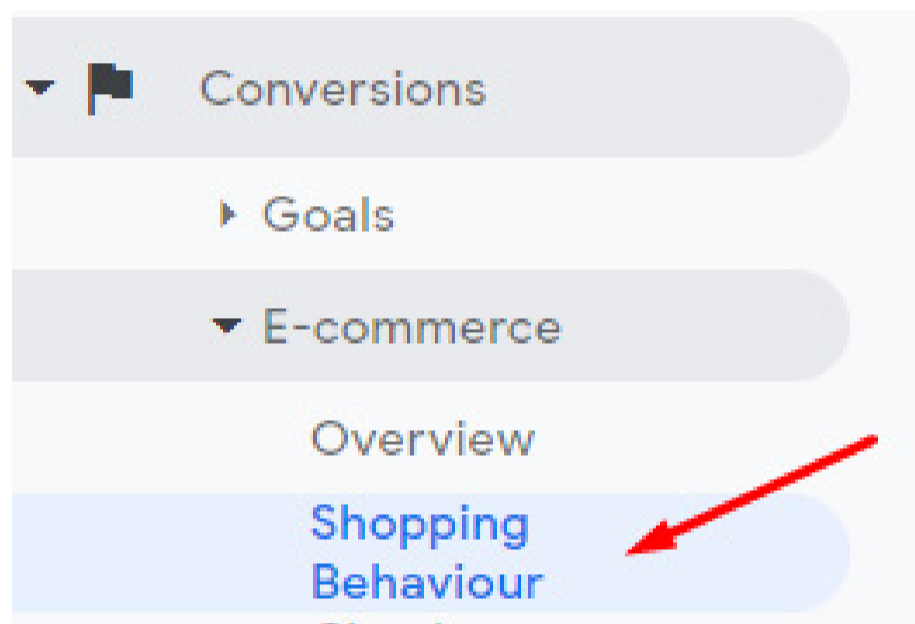 Conversions
Goals
E-commerce
Overview
Shopping
Behaviour